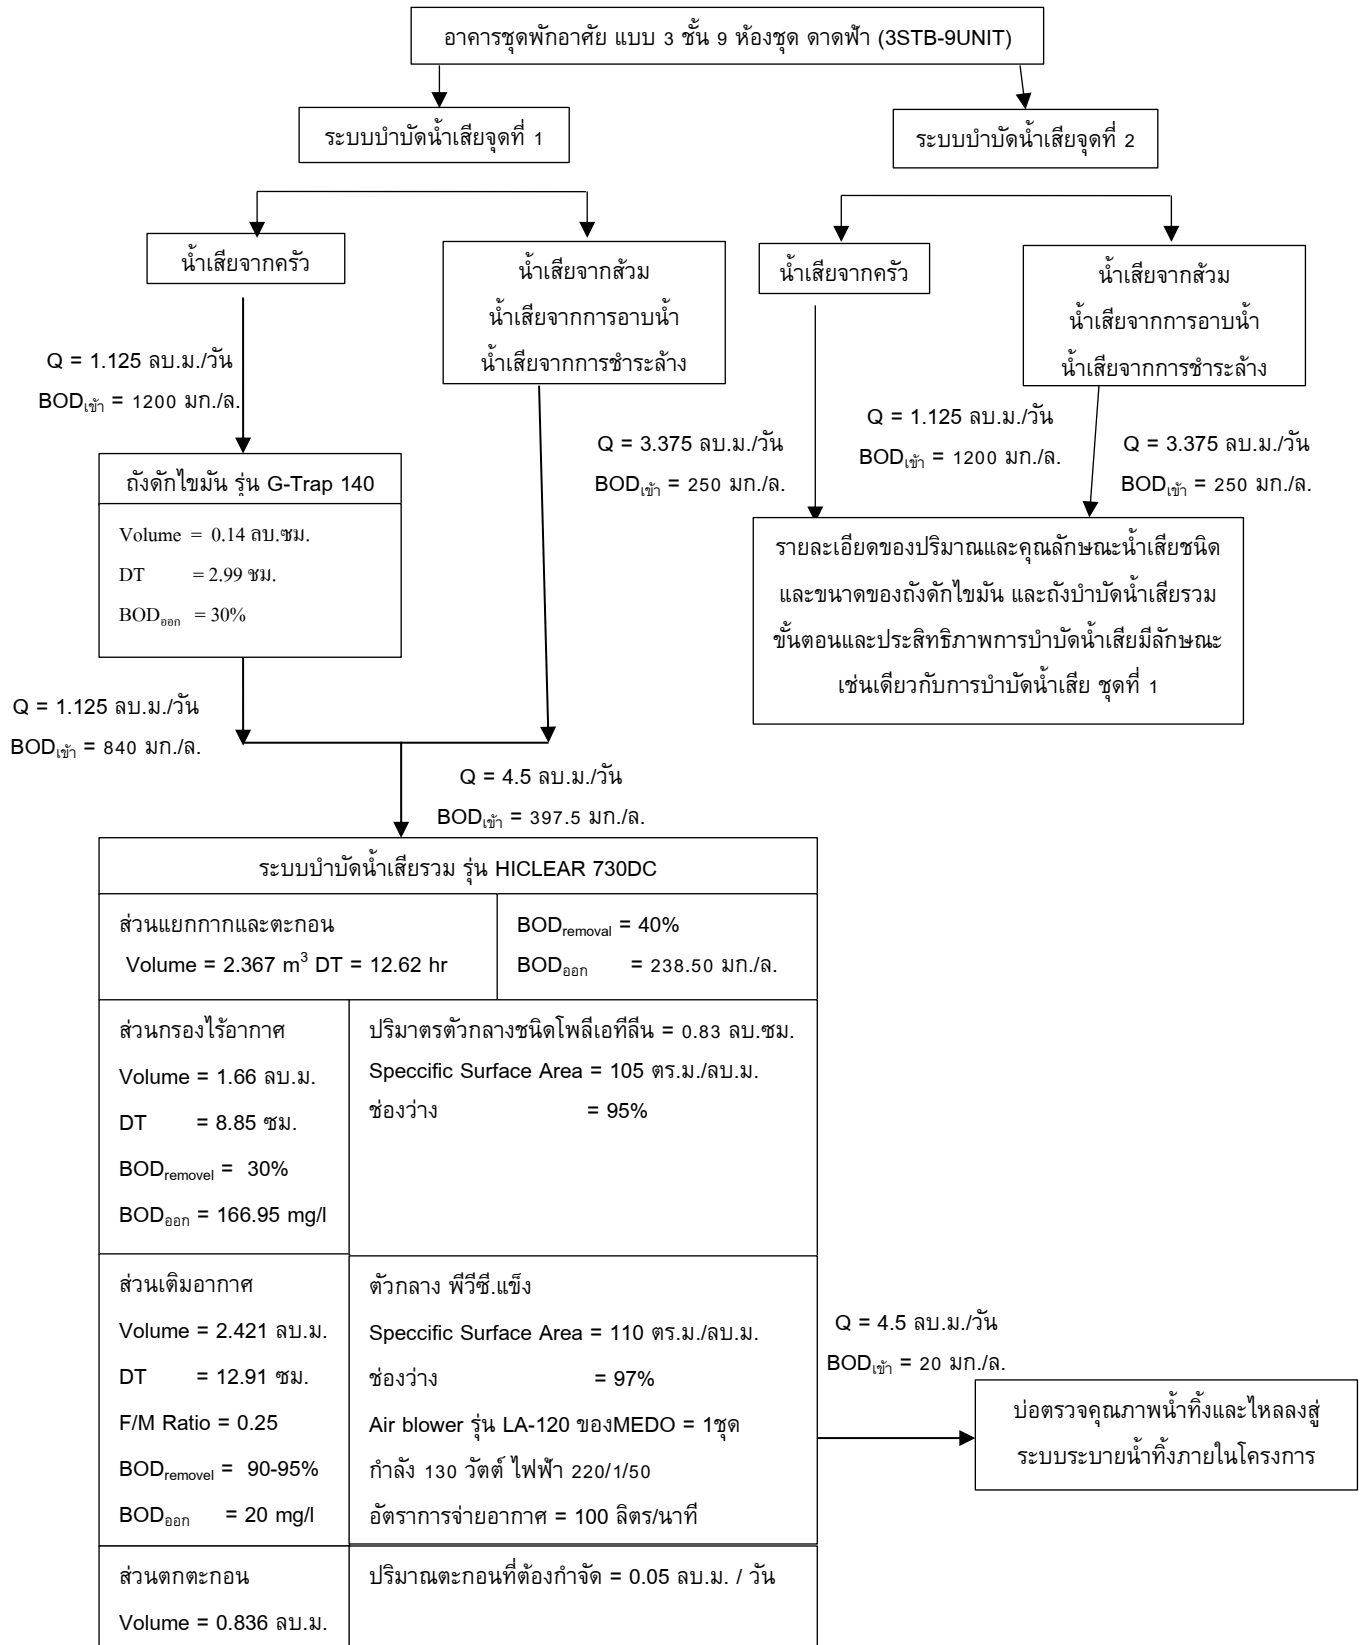 อาคารชุดพักอาศัย แบบ 3 ชั้น 9 ห้องชุด ดาดฟ้า (3STB-9UNIT)
ระบบบำบัดน้ำเสียจุดที่ 1
ระบบบำบัดน้ำเสียจุดที่ 2
น้ำเสียจากครัว
น้ำเสียจากส้วม
น้ำเสียจากการอาบน้ำ
น้ำเสียจากการชำระล้าง
น้ำเสียจากครัว
น้ำเสียจากส้วม
น้ำเสียจากการอาบน้ำ
น้ำเสียจากการชำระล้าง
Q = 1.125 ลบ.ม./วัน
BODเข้า = 1200 มก./ล.
Q = 3.375 ลบ.ม./วัน
BODเข้า = 250 มก./ล.
Q = 1.125 ลบ.ม./วัน
BODเข้า = 1200 มก./ล.
Q = 3.375 ลบ.ม./วัน
BODเข้า = 250 มก./ล.
ถังดักไขมัน รุ่น G-Trap 140
Volume = 0.14 ลบ.ซม.
DT = 2.99 ชม.
BODออก = 30%
รายละเอียดของปริมาณและคุณลักษณะน้ำเสียชนิด
และขนาดของถังดักไขมัน และถังบำบัดน้ำเสียรวม
ขั้นตอนและประสิทธิภาพการบำบัดน้ำเสียมีลักษณะ
เช่นเดียวกับการบำบัดน้ำเสีย ชุดที่ 1
Q = 1.125 ลบ.ม./วัน
BODเข้า = 840 มก./ล.
Q = 4.5 ลบ.ม./วัน
BODเข้า = 397.5 มก./ล.
ระบบบำบัดน้ำเสียรวม รุ่น HICLEAR 730DC
ส่วนแยกกากและตะกอน
Volume = 2.367 m³ DT = 12.62 hr
BODremoval = 40%
BODออก = 238.50 มก./ล.
ส่วนกรองไร้อากาศ
Volume = 1.66 ลบ.ม.
DT = 8.85 ซม.
BODremovel = 30%
BODออก = 166.95 mg/l
ปริมาตรตัวกลางชนิดโพลีเอทีลีน = 0.83 ลบ.ซม.
Speccific Surface Area = 105 ตร.ม./ลบ.ม.
ช่องว่าง = 95%
ส่วนเติมอากาศ
Volume = 2.421 ลบ.ม.
DT = 12.91 ซม.
F/M Ratio = 0.25
BODremovel = 90-95%
BODออก = 20 mg/l
ตัวกลาง พีวีซี.แข็ง
Speccific Surface Area = 110 ตร.ม./ลบ.ม.
ช่องว่าง = 97%
Air blower รุ่น LA-120 ของMEDO = 1ชุด
กำลัง 130 วัตต์ ไฟฟ้า 220/1/50
อัตราการจ่ายอากาศ = 100 ลิตร/นาที
Q = 4.5 ลบ.ม./วัน
BODเข้า = 20 มก./ล.
บ่อตรวจคุณภาพน้ำทิ้งและไหลลงสู่
ระบบระบายน้ำทิ้งภายในโครงการ
ส่วนตกตะกอน
Volume = 0.836 ลบ.ม.
ปริมาณตะกอนที่ต้องกำจัด = 0.05 ลบ.ม. / วัน